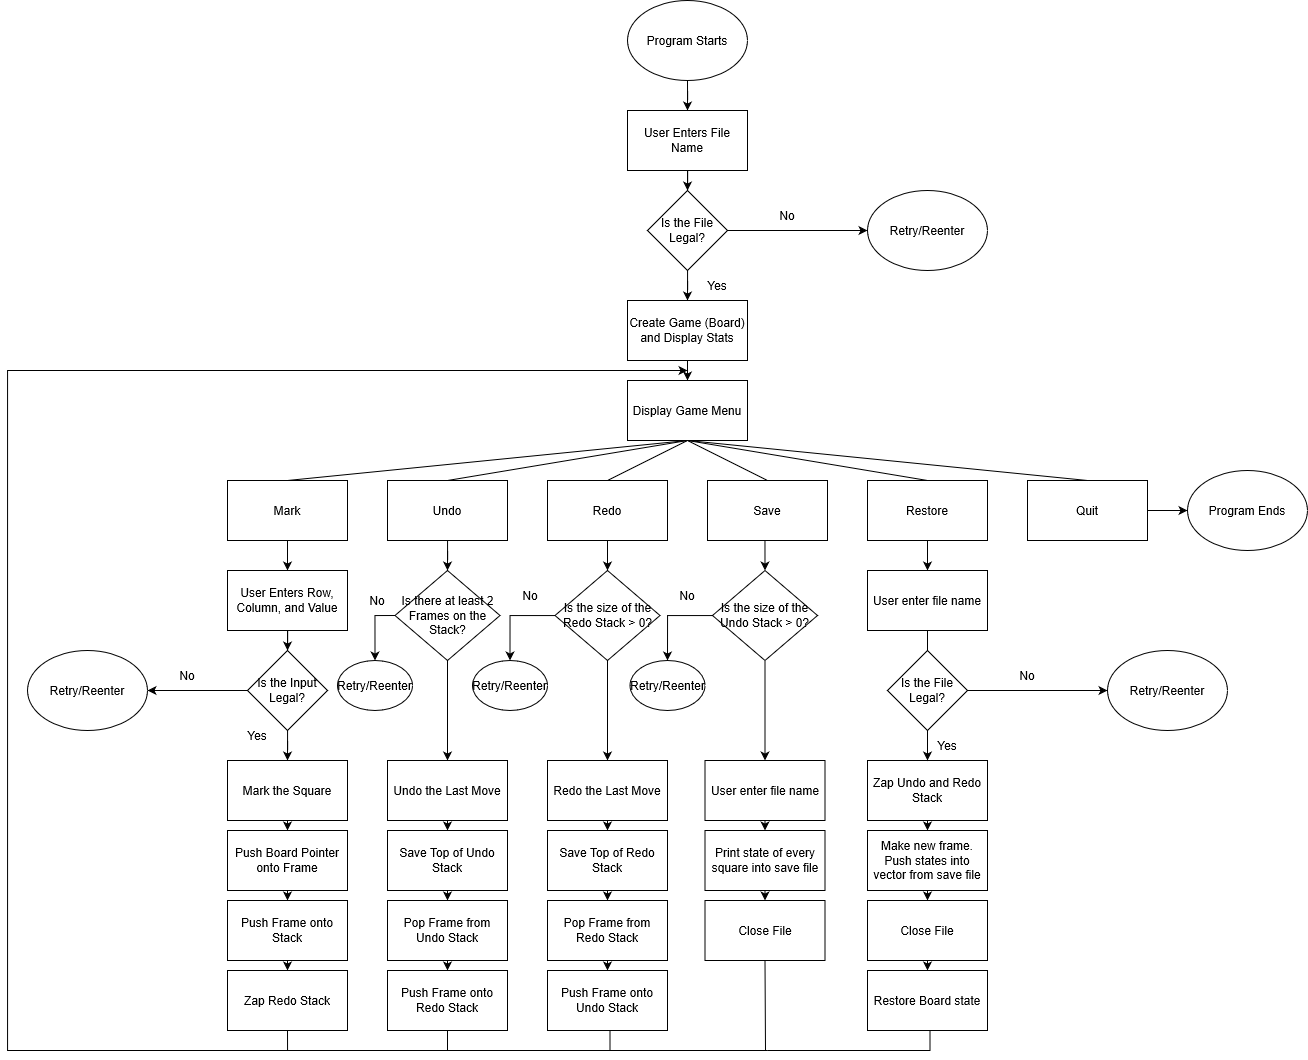 Program Starts
User Enters File
Name
Is the File
Legal?
No
Retry/Reenter
Yes
Create Game (Board)
and Display Stats
Display Game Menu
Mark
Undo
Redo
Save
Restore
Quit
Program Ends
User Enters Row,
Column, and Value
Is the Input
Legal?
No
Retry/Reenter
Yes
Mark the Square
Push Board Pointer
onto Frame
Push Frame onto
Stack
Zap Redo Stack
Is there at least 2
Frames on the
Stack?
No
Retry/Reenter
Undo the Last Move
Save Top of Undo
Stack
Pop Frame from
Undo Stack
Push Frame onto
Redo Stack
Is the size of the
Redo Stack > 0?
No
Retry/Reenter
Redo the Last Move
Save Top of Redo
Stack
Pop Frame from
Redo Stack
Push Frame onto
Undo Stack
Is the size of the
Undo Stack > 0?
No
Retry/Reenter
User enter file name
Print state of every
square into save file
Close File
User enter file name
Is the File
Legal?
No
Retry/Reenter
Yes
Zap Undo and Redo
Stack
Make new frame.
Push states into
vector from save file
Close File
Restore Board state